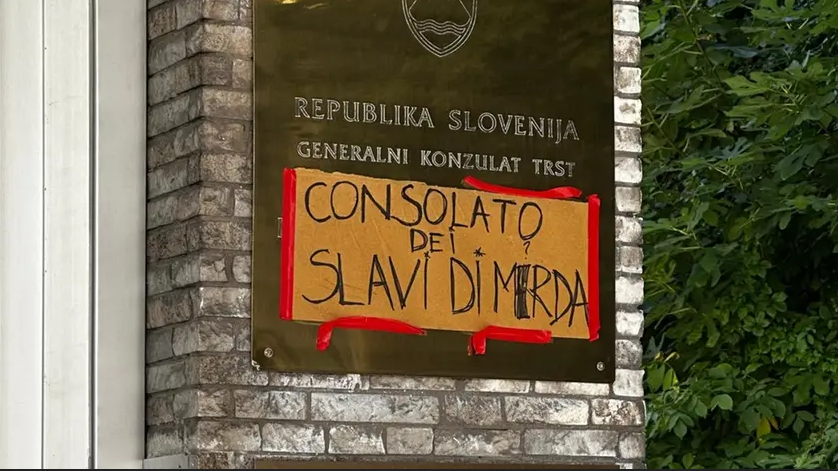 REPUBLIKA SLOVENIJA
GENERALNI KONZULAT TRST
CONSOLATO
DEI
SLAVI DI MERDA